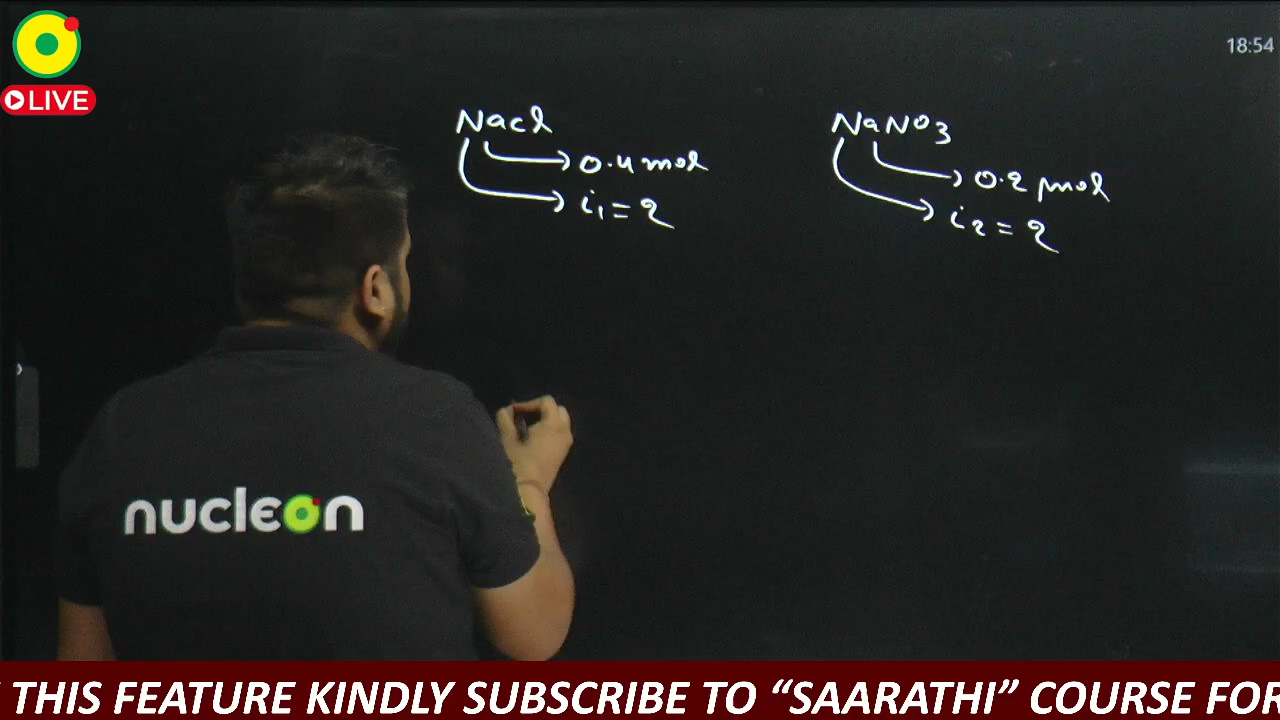 LIVE
18:54
Nacl
0.4 mol
i₁ = 2
NaNO3
0.2 mol
i₂ = 2
nucleon
THIS FEATURE KINDLY SUBSCRIBE TO “SAARATHI” COURSE FOR